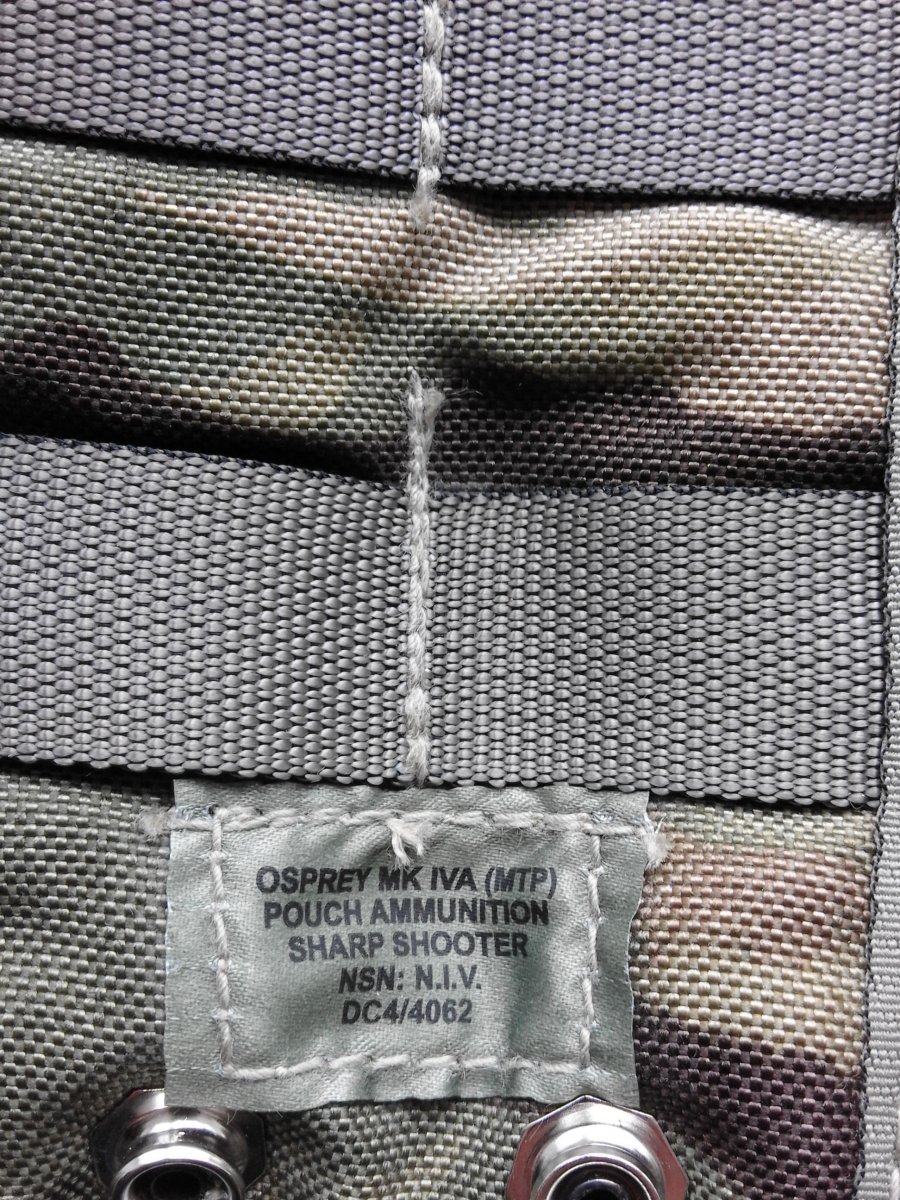 OSPREY MK IVA (MTP)
POUCH AMMUNITION
SHARP SHOOTER
NSN: N.I.V.
DC4/4062